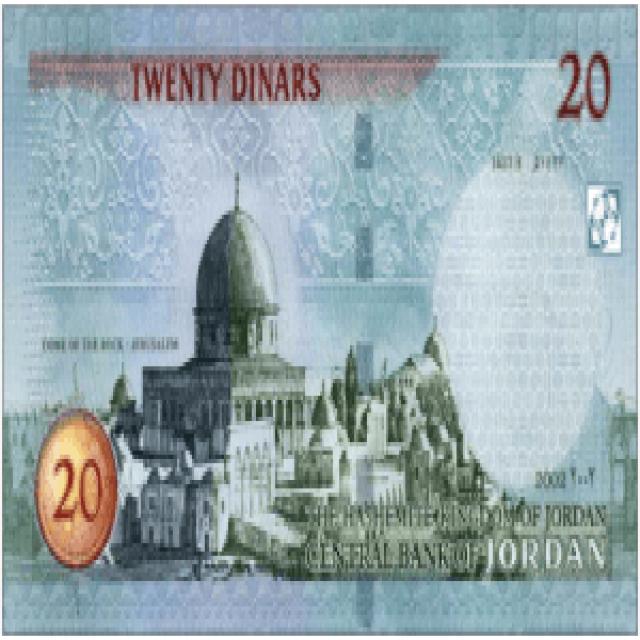 TWENTY DINARS
20
DOME OF THE ROCK - JERUSALEM
20
2002 ٢٠٠٢
THE HASHEMITE KINGDOM OF JORDAN
CENTRAL BANK OF JORDAN